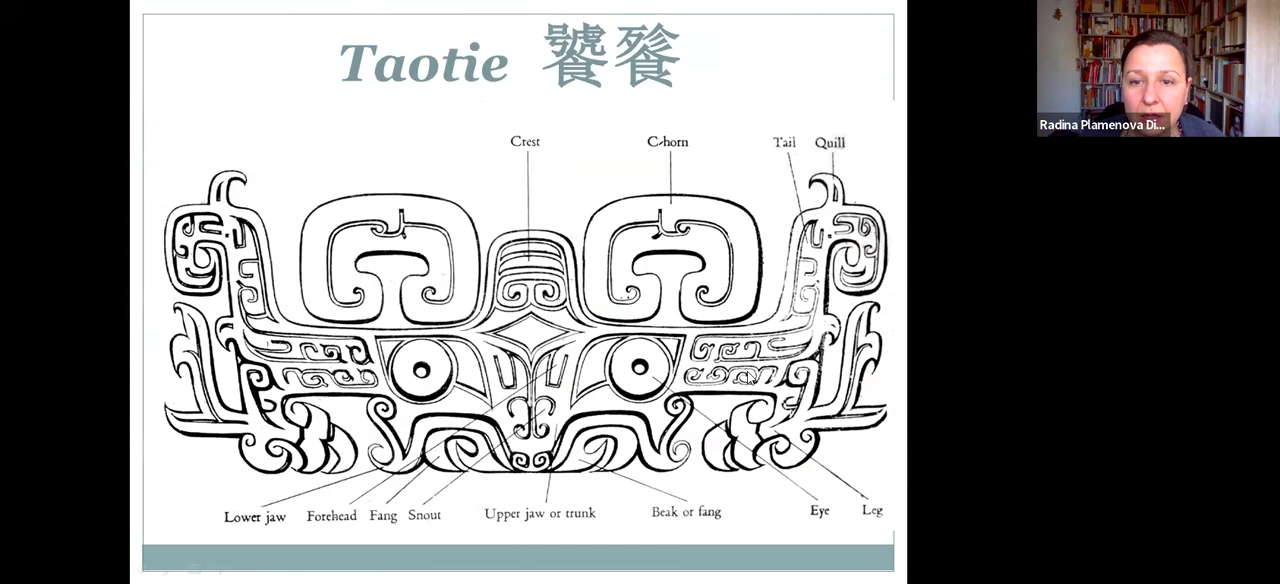 Taotie 饕餮
Crest C-horn Tail Quill
Lower jaw Forehead Fang Snout Upper jaw or trunk Beak or fang Eye Leg
Radina Plamenova Di...